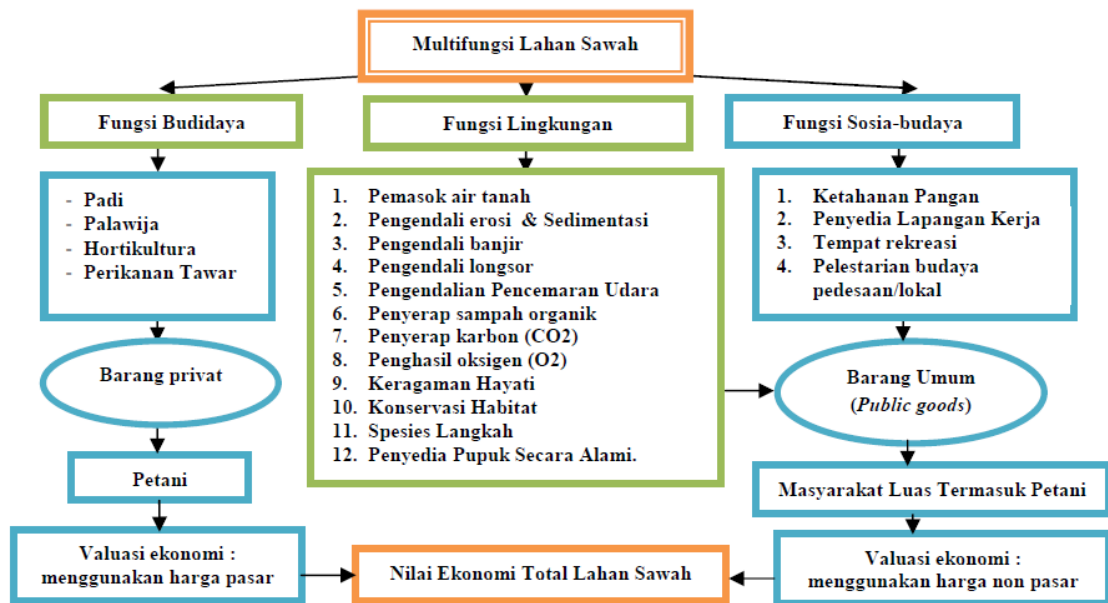 Multifungsi Lahan Sawah
Fungsi Budidaya
Fungsi Lingkungan
Fungsi Sosia-budaya
- Padi
- Palawija
- Hortikultura
- Perikanan Tawar
1. Pemasok air tanah
2. Pengendali erosi & Sedimentasi
3. Pengendali banjir
4. Pengendali longsor
5. Pengendalian Pencemaran Udara
6. Penyerap sampah organik
7. Penyerap karbon (CO2)
8. Penghasil oksigen (O2)
9. Keragaman Hayati
10. Konservasi Habitat
11. Spesies Langkah
12. Penyedia Pupuk Secara Alami.
1. Ketahanan Pangan
2. Penyedia Lapangan Kerja
3. Tempat rekreasi
4. Pelestarian budaya
pedesaan/lokal
Barang privat
Barang Umum
(Public goods)
Petani
Masyarakat Luas Termasuk Petani
Valuasi ekonomi :
menggunakan harga pasar
Nilai Ekonomi Total Lahan Sawah
Valuasi ekonomi :
menggunakan harga non pasar